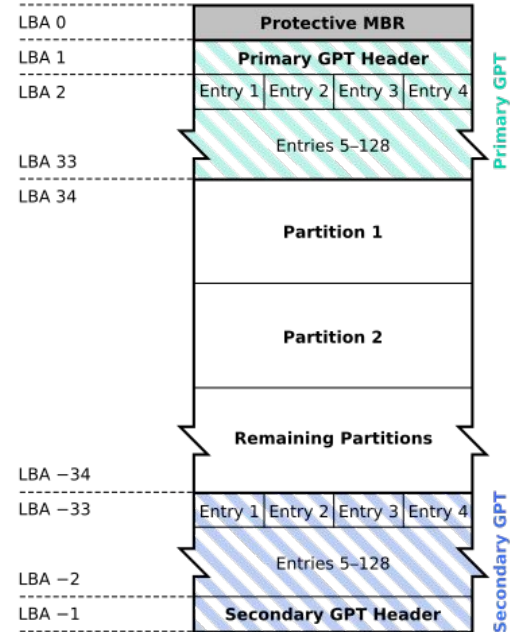 LBA 0
Protective MBR
LBA 1
Primary GPT Header
LBA 2
Entry 1 Entry 2 Entry 3 Entry 4
Entries 5–128
LBA 33
Primary GPT
LBA 34
Partition 1
Partition 2
Remaining Partitions
LBA −34
LBA −33
Entry 1 Entry 2 Entry 3 Entry 4
Entries 5–128
LBA −2
LBA −1
Secondary GPT Header
Secondary GPT